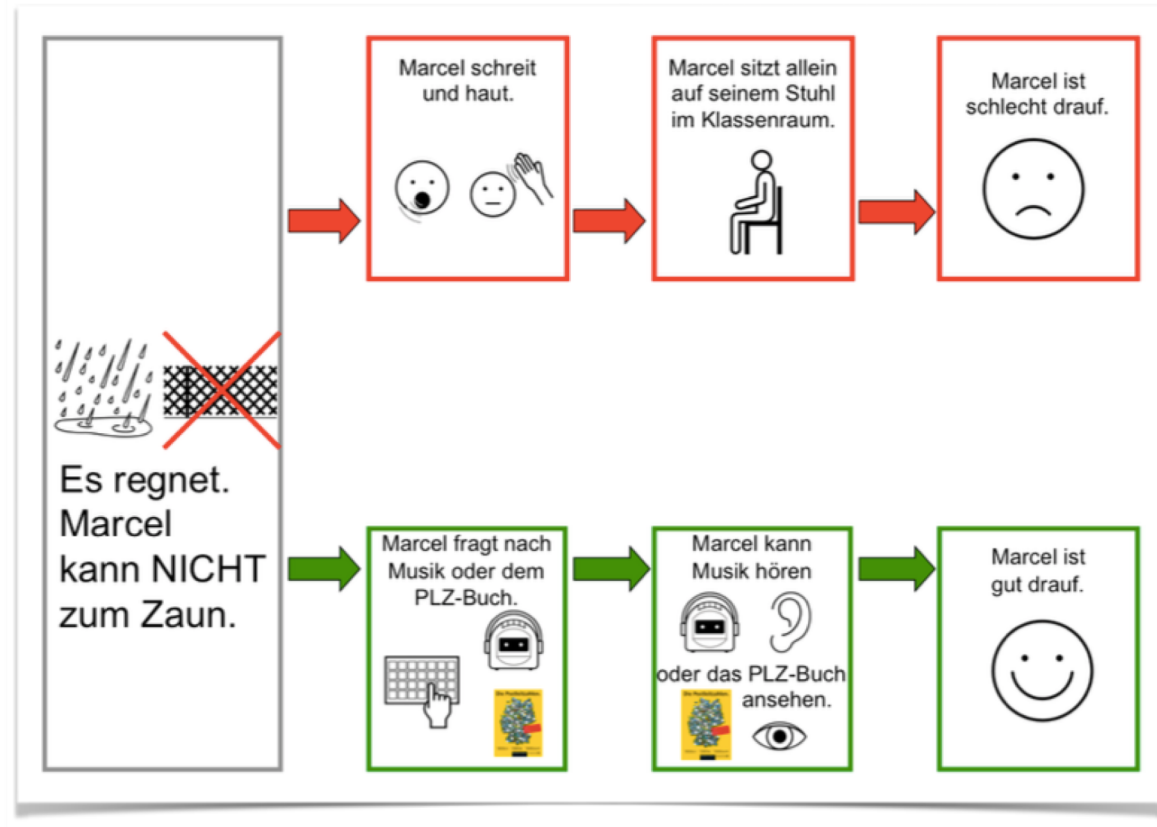 Es regnet.
Marcel
kann NICHT
zum Zaun.
Marcel schreit
und haut.
Marcel sitzt allein
auf seinem Stuhl
im Klassenraum.
Marcel ist
schlecht drauf.
Marcel fragt nach
Musik oder dem
PLZ-Buch.
Marcel kann
Musik hören
oder das PLZ-Buch
ansehen.
Marcel ist
gut drauf.